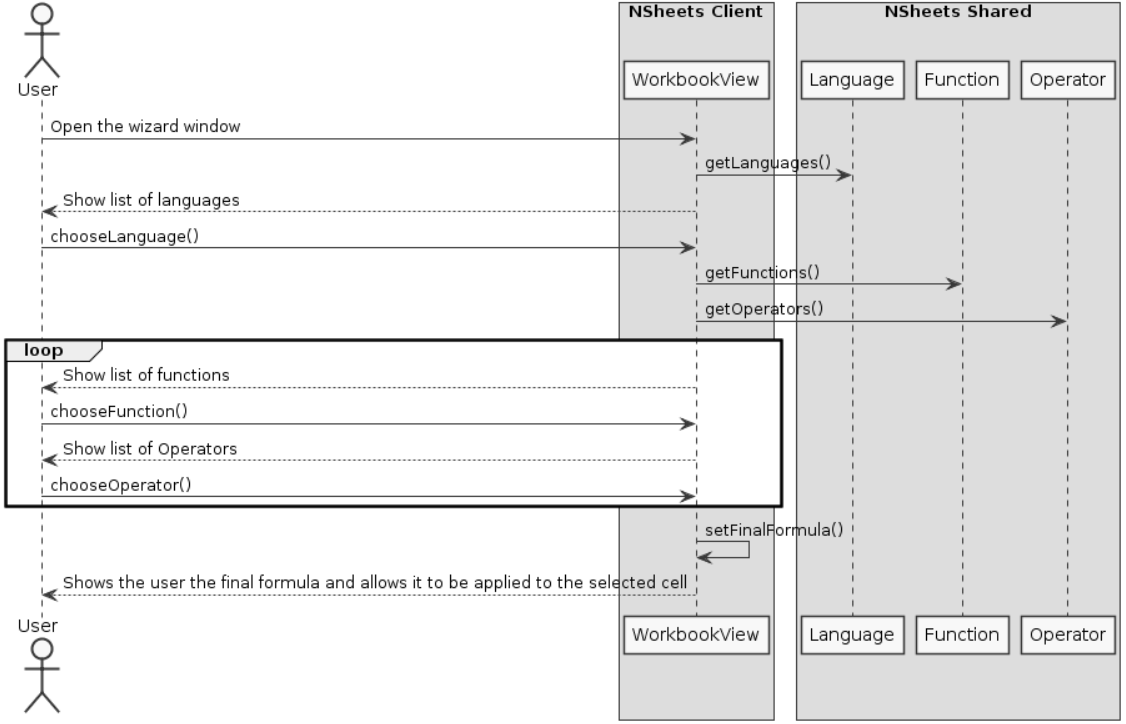 NSheets Client
NSheets Shared
User
WorkbookView
Language
Function
Operator
Open the wizard window
getLanguages()
Show list of languages
chooseLanguage()
getFunctions()
getOperators()
loop
Show list of functions
chooseFunction()
Show list of Operators
chooseOperator()
setFinalFormula()
Shows the user the final formula and allows it to be applied to the selected cell
User
WorkbookView
Language
Function
Operator